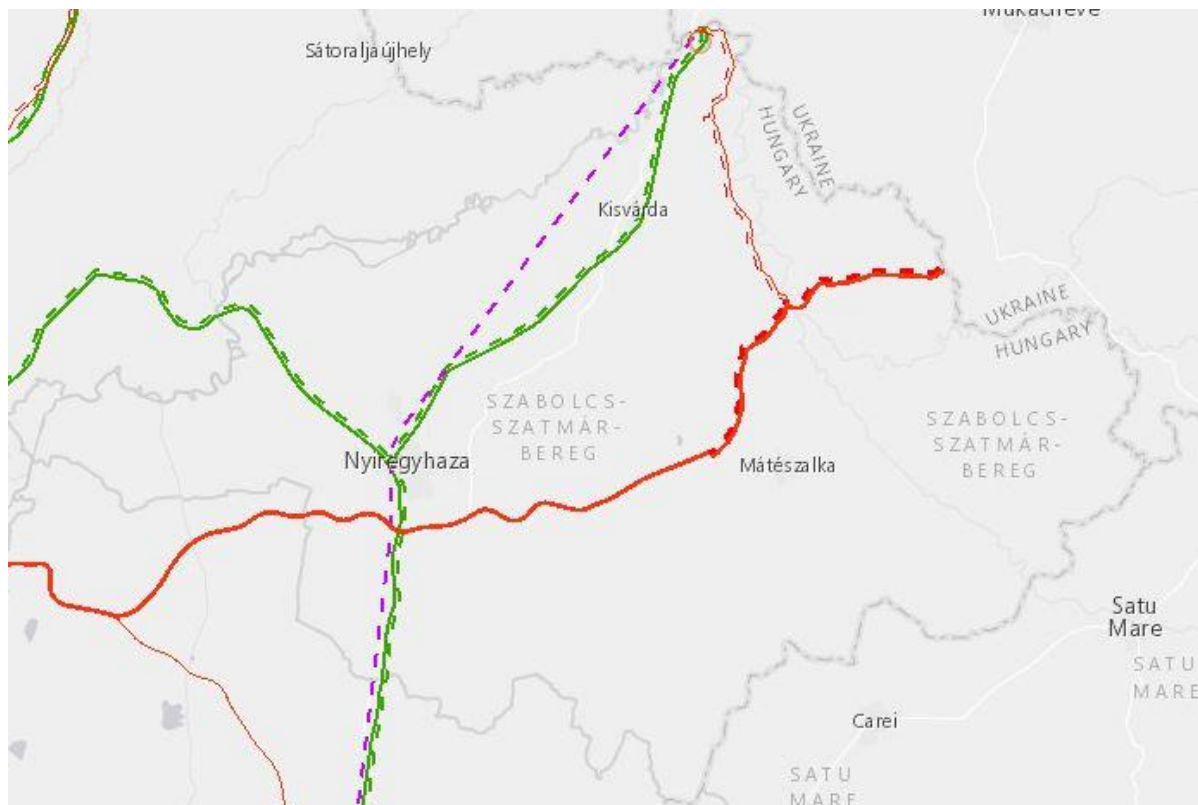 Mukacheve
Sátoraljaújhely
UKRAINE
HUNGARY
Kisvárda
UKRAINE
HUNGARY
SZABOLCS-
SZATMÁR-
BEREG
SZABOLCS-
SZATMÁR-
BEREG
Nyíregyhaza
Mátészalka
Satu
Mare
SATU
MARE
Carei
SATU
MARE